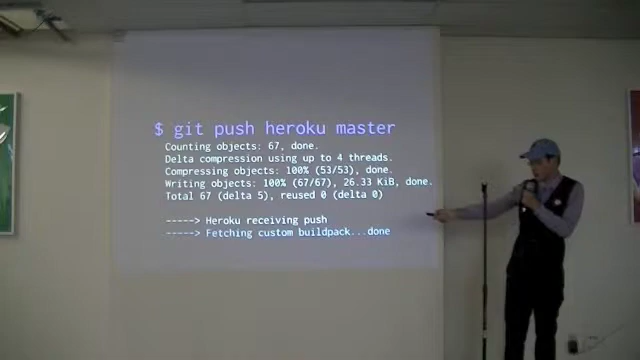 $ git push heroku master
Counting objects: 67, done.
Delta compression using up to 4 threads.
Compressing objects: 100% (53/53), done.
Writing objects: 100% (67/67), 26.33 KiB, done.
Total 67 (delta 5), reused 0 (delta 0)
-----> Heroku receiving push
-----> Fetching custom buildpack...done